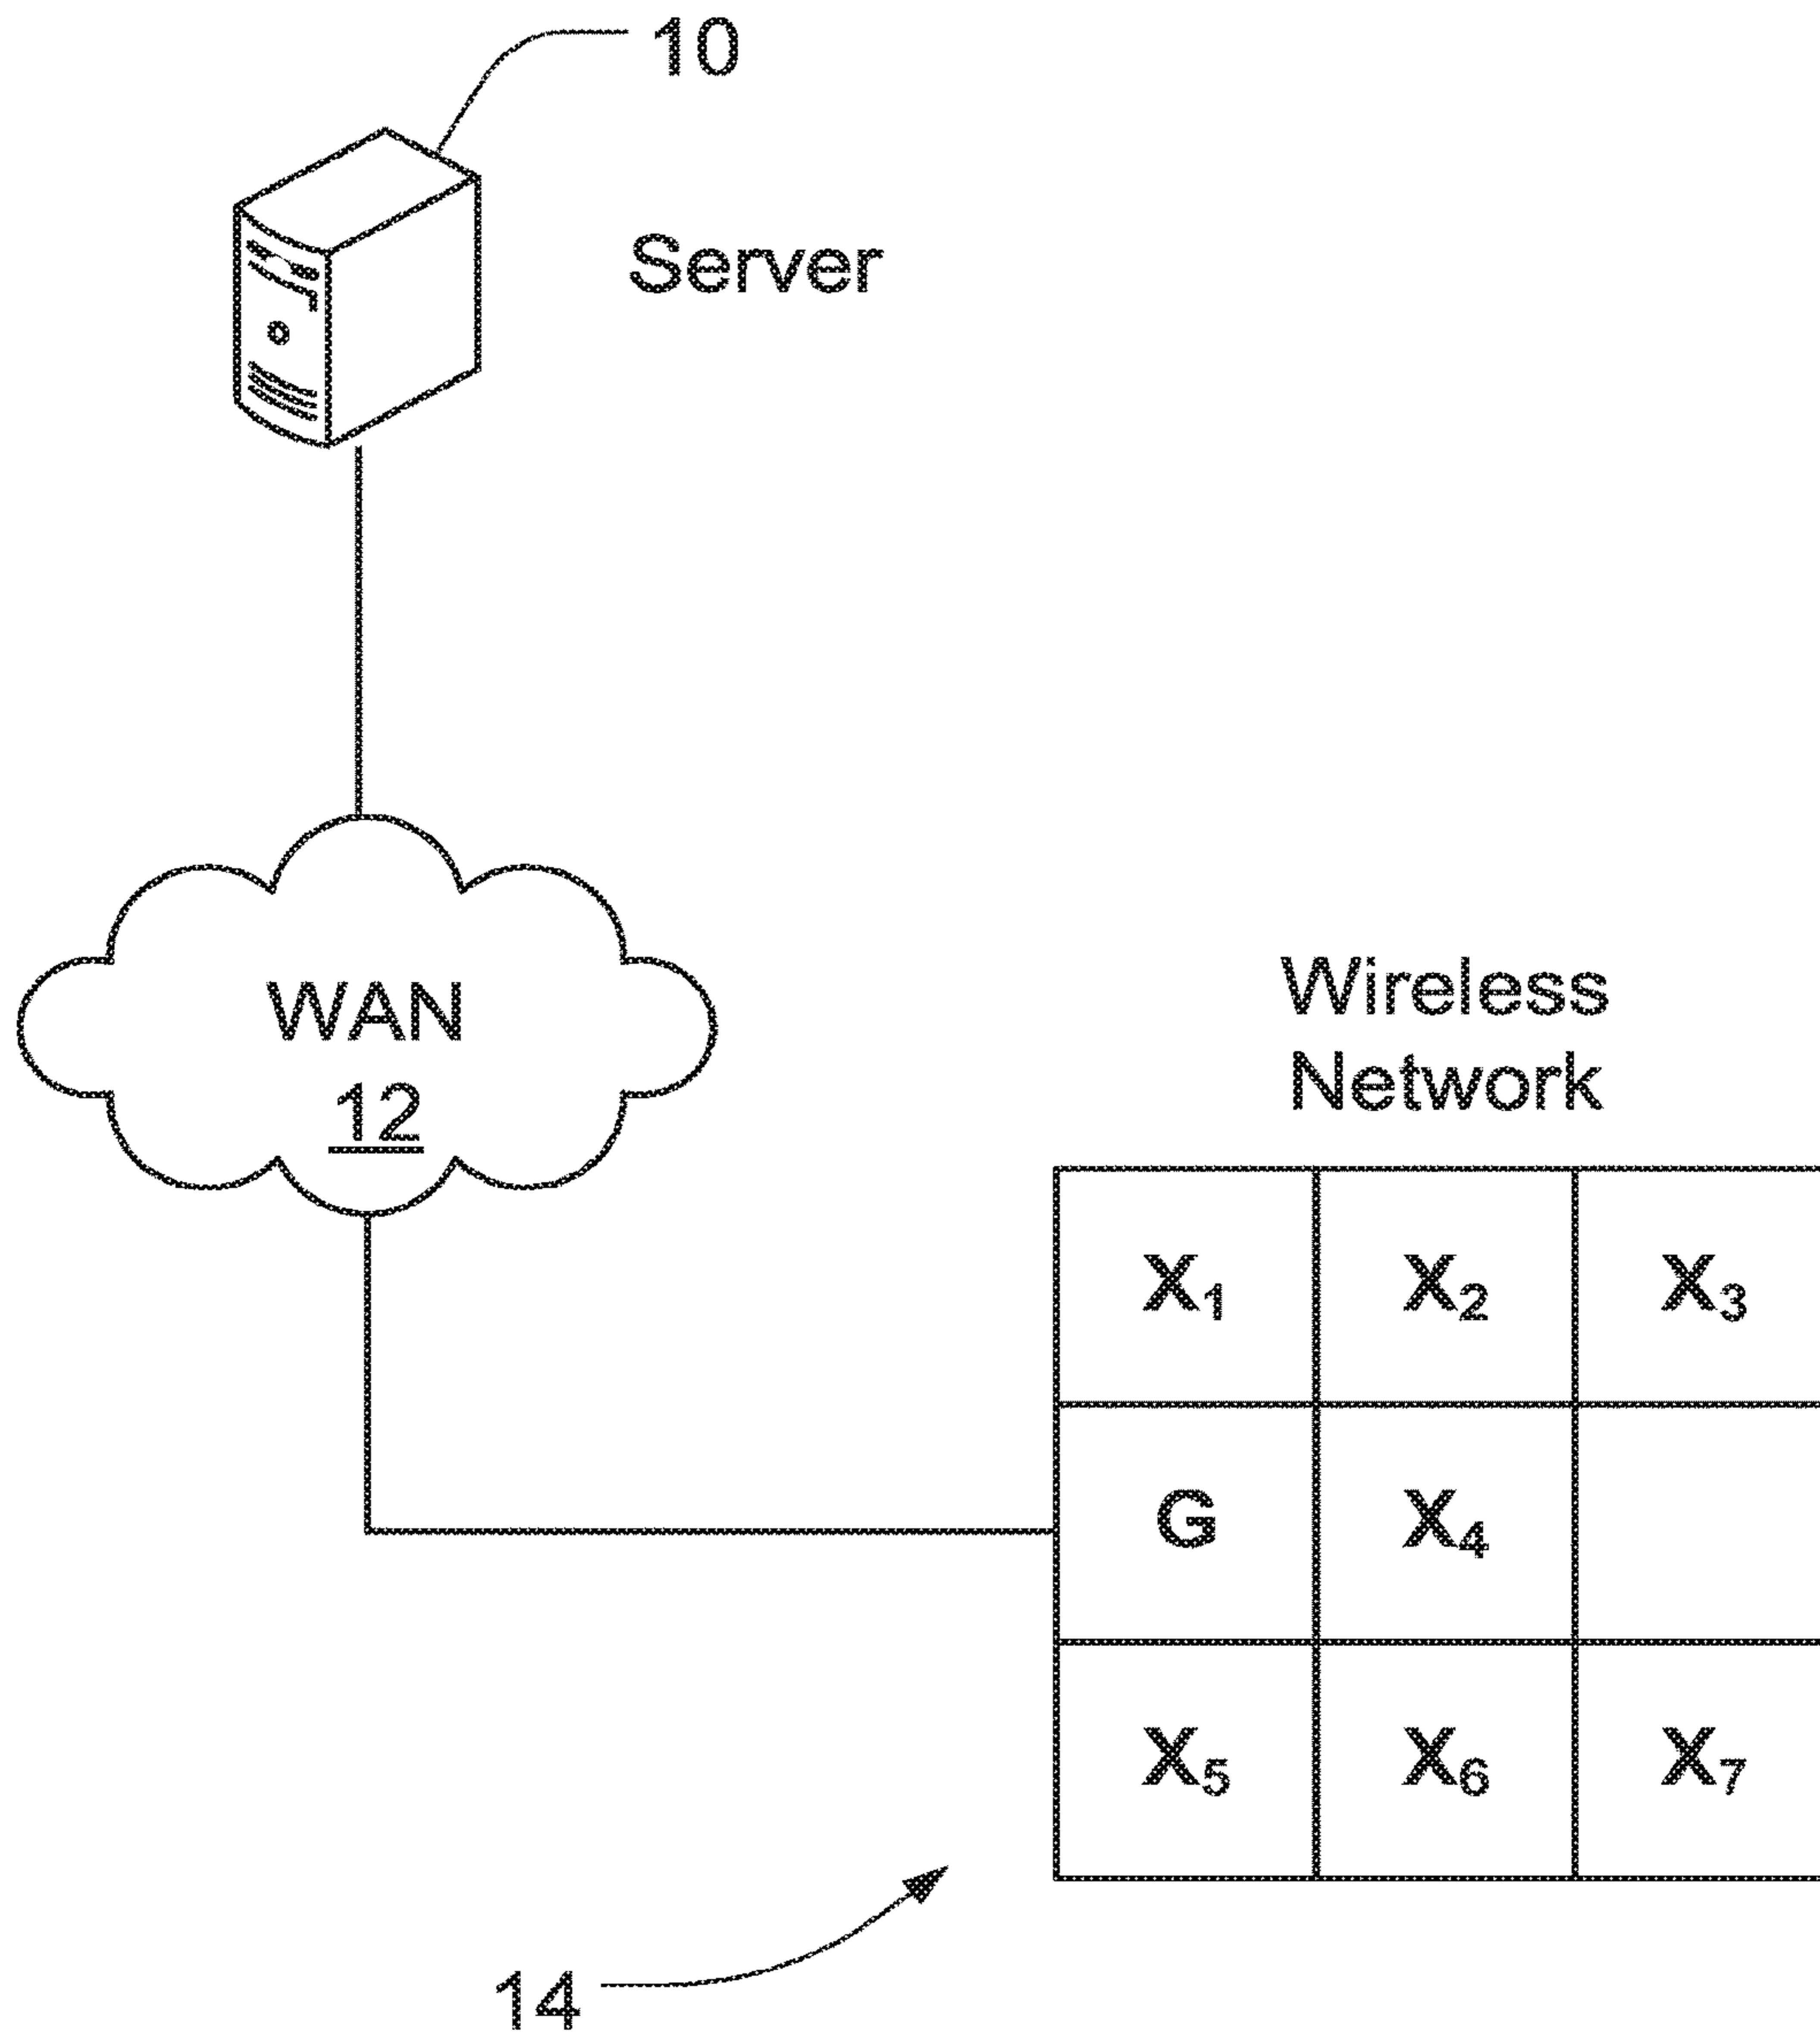 10
Server
WAN
12
Wireless
Network
X₁ X₂ X₃
G X₄
X₅ X₆ X₇
14